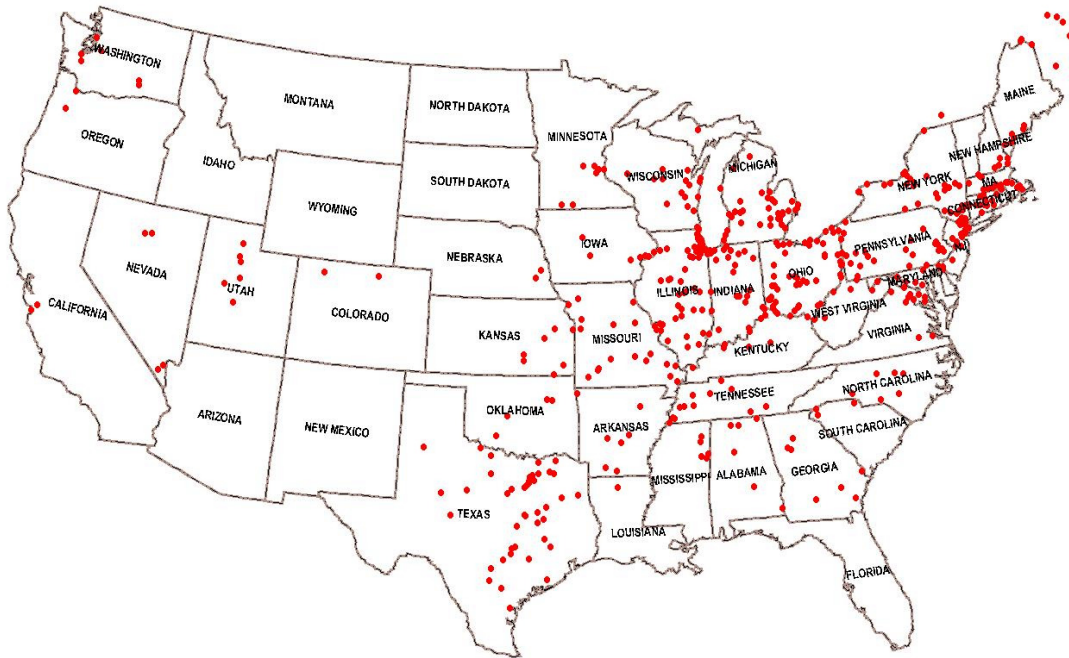 WASHINGTON
MONTANA
NORTH DAKOTA
MINNESOTA
MAINE
OREGON
IDAHO
SOUTH DAKOTA
WISCONSIN
MICHIGAN
NEW YORK
NEW HAMPSHIRE
MA
CONNECTICUT
WYOMING
IOWA
PENNSYLVANIA
NJ
NEVADA
UTAH
NEBRASKA
ILLINOIS
INDIANA
OHIO
MARYLAND
CALIFORNIA
COLORADO
KANSAS
MISSOURI
WEST VIRGINIA
VIRGINIA
KENTUCKY
ARIZONA
NEW MEXICO
OKLAHOMA
ARKANSAS
TENNESSEE
NORTH CAROLINA
SOUTH CAROLINA
TEXAS
LOUISIANA
MISSISSIPPI
ALABAMA
GEORGIA
FLORIDA